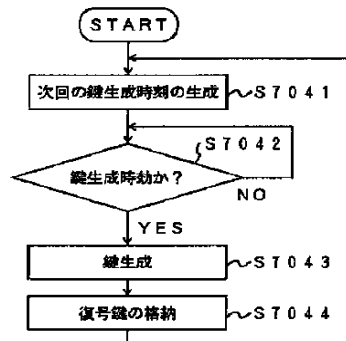 START
次回の鍵生成時刻の生成 S7041
S7042
鍵生成時刻か?
NO
YES
鍵生成 S7043
復号鍵の格納 S7044